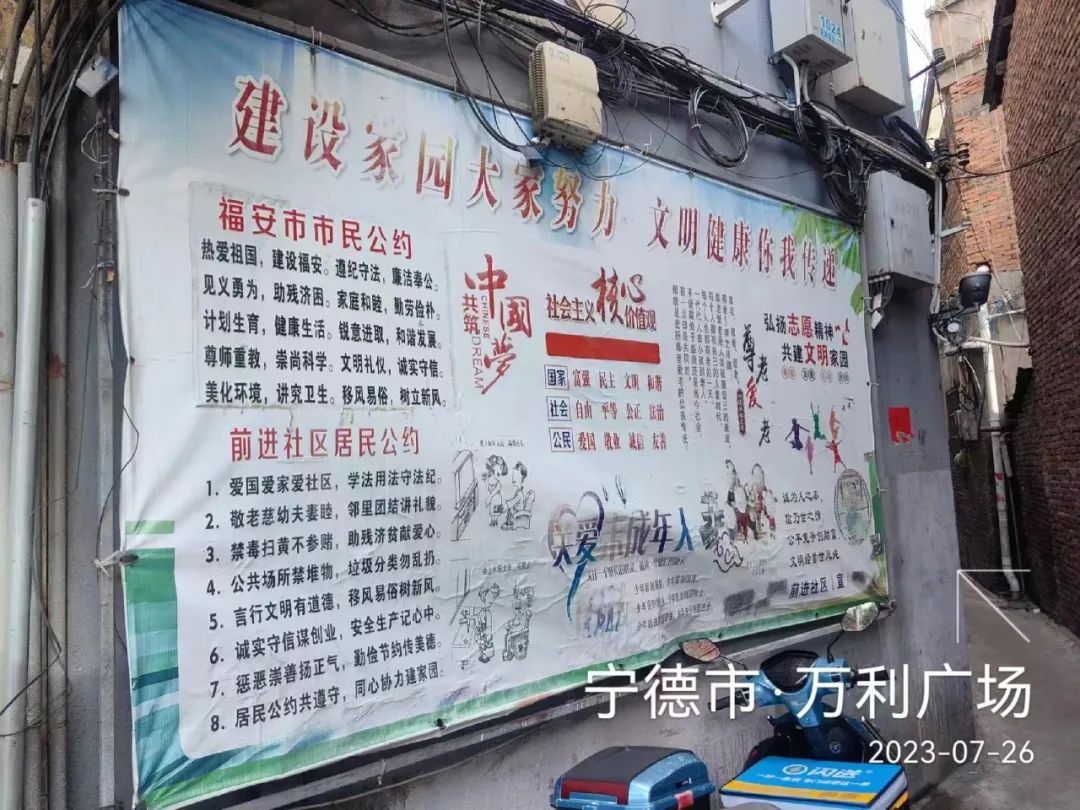 建设家园大家努力 文明健康你我传递
福安市市民公约
热爱祖国，建设福安。遵纪守法，廉洁奉公。
见义勇为，助残济困。家庭和睦，勤劳俭朴。
计划生育，健康生活。锐意进取，和谐发展。
尊师重教，崇尚科学。文明礼仪，诚实守信。
美化环境，讲究卫生。移风易俗，树立新风。
前进社区居民公约
1．爱国爱家爱社区，学法用法守法纪。
2．敬老慈幼夫妻睦，邻里团结讲礼貌。
3．禁毒扫黄不参赌，助残济贫献爱心。
4．公共场所禁堆物，垃圾分类勿乱扔。
5．言行文明有道德，移风易俗树新风。
6．诚实守信谋创业，安全生产记心中。
7．惩恶崇善扬正气，勤俭节约传美德。
8．居民公约共遵守，同心协力建家园。
共筑
中国夢
CHINESE DREAM
社会主义核心价值观
国家 富强 民主 文明 和谐
社会 自由 平等 公正 法治
公民 爱国 敬业 诚信 友善
关爱未成年人
尊老爱老
弘扬志愿精神
共建文明家园
前进社区 宣
1024
闪送
宁德市·万利广场
2023-07-26